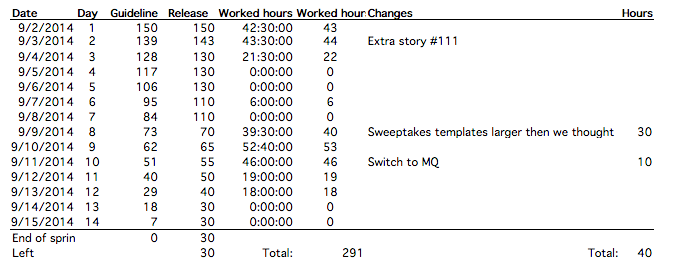 Date Day Guideline Release Worked hours Worked hour Changes Hours
9/2/2014 1 150 150 42:30:00 43
9/3/2014 2 139 143 43:30:00 44 Extra story #111
9/4/2014 3 128 130 21:30:00 22
9/5/2014 4 117 130 0:00:00 0
9/6/2014 5 106 130 0:00:00 0
9/7/2014 6 95 110 6:00:00 6
9/8/2014 7 84 110 0:00:00 0
9/9/2014 8 73 70 39:30:00 40 Sweeptakes templates larger then we thought 30
9/10/2014 9 62 65 52:40:00 53
9/11/2014 10 51 55 46:00:00 46 Switch to MQ 10
9/12/2014 11 40 50 19:00:00 19
9/13/2014 12 29 40 18:00:00 18
9/14/2014 13 18 30 0:00:00 0
9/15/2014 14 7 30 0:00:00 0
End of sprin 0 30
Left 30 Total: 291 Total: 40